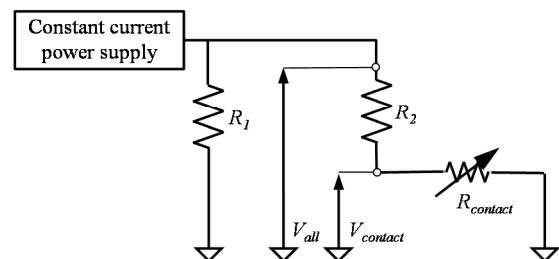 Constant current
power supply
R1
R2
Rcontact
Vall
Vcontact